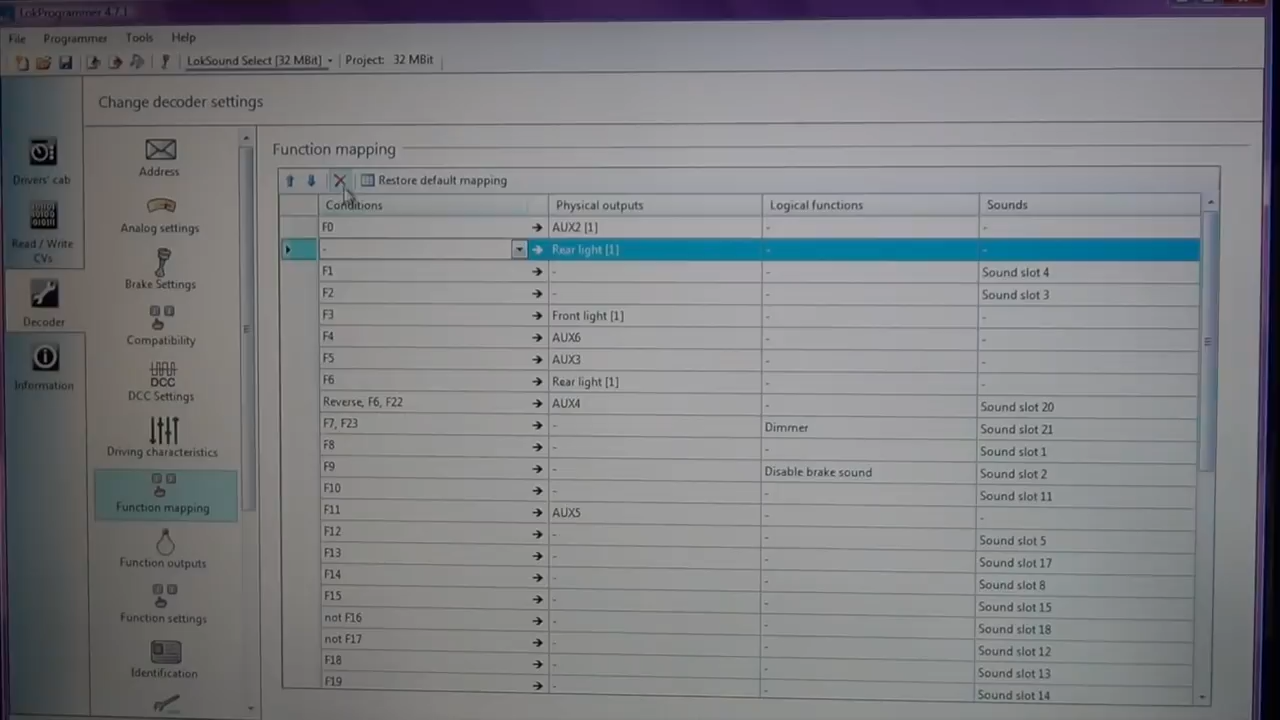 LokProgrammer 4.7.1
File Programmer Tools Help
LokSound Select [32 MBit] Project: 32 MBit
Drivers' cab
Read / Write CVs
Decoder
Information
Change decoder settings
Address
Analog settings
Brake Settings
Compatibility
DCC
DCC Settings
Driving characteristics
Function mapping
Function outputs
Function settings
Identification
Function mapping
Restore default mapping
Conditions Physical outputs Logical functions Sounds
F0 → AUX2 [1] - -
- → Rear light [1] - -
F1 → - - Sound slot 4
F2 → - - Sound slot 3
F3 → Front light [1] - -
F4 → AUX6 - -
F5 → AUX3 - -
F6 → Rear light [1] - -
Reverse, F6, F22 → AUX4 - Sound slot 20
F7, F23 → - Dimmer Sound slot 21
F8 → - - Sound slot 1
F9 → - Disable brake sound Sound slot 2
F10 → - - Sound slot 11
F11 → AUX5 - -
F12 → - - Sound slot 5
F13 → - - Sound slot 17
F14 → - - Sound slot 8
F15 → - - Sound slot 15
not F16 → - - Sound slot 18
not F17 → - - Sound slot 12
F18 → - - Sound slot 13
F19 → - - Sound slot 14